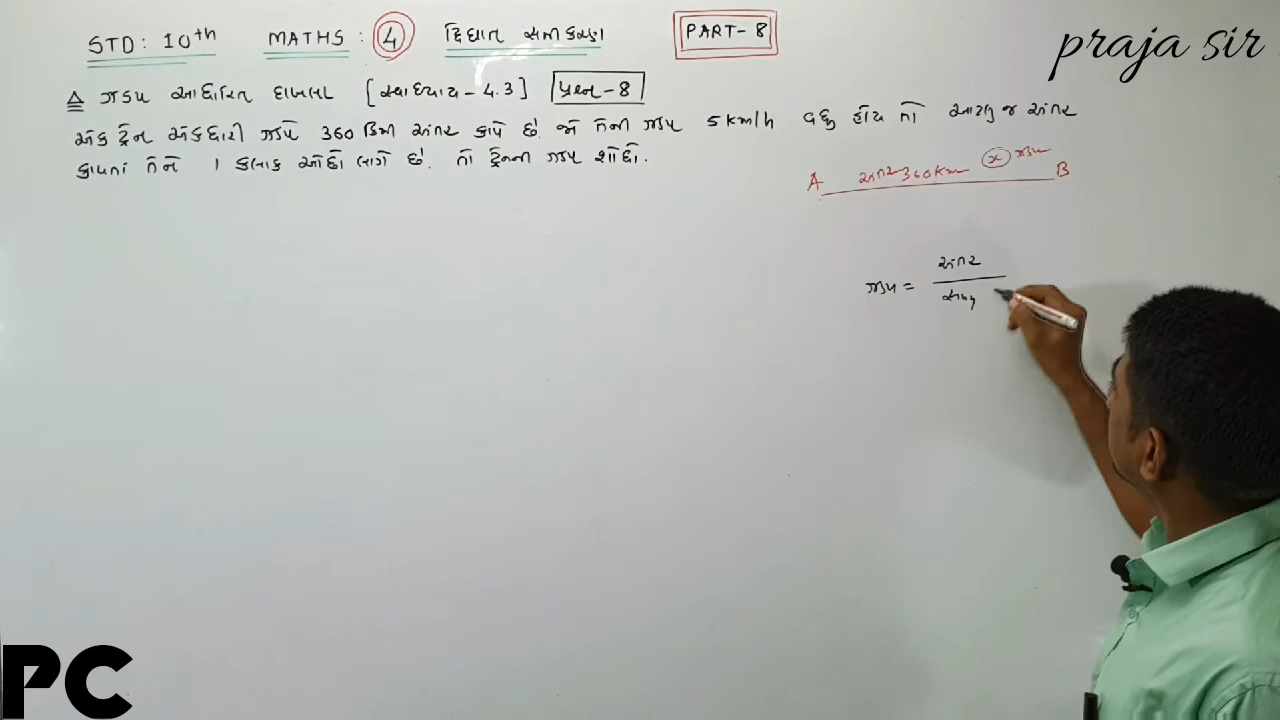 STD: 10th MATHS: 4 દ્વિઘાત સમીકરણ PART-8
praja sir
△ ઝડપ આધારિત દાખલા [સ્વાધ્યાય-4.3] પ્રશ્ન-8
એક ટ્રેન એકધારી ઝડપે 360 કિમી અંતર કાપે છે. જો તેની ઝડપ 5 km/h વધુ હોય તો આટલુ જ અંતર
કાપતાં તેને 1 કલાક ઓછો લાગે છે. તો ટ્રેનની ઝડપ શોધો.
A અંતર 360km x ઝડપ B
ઝડપ = અંતર
સમય
PC